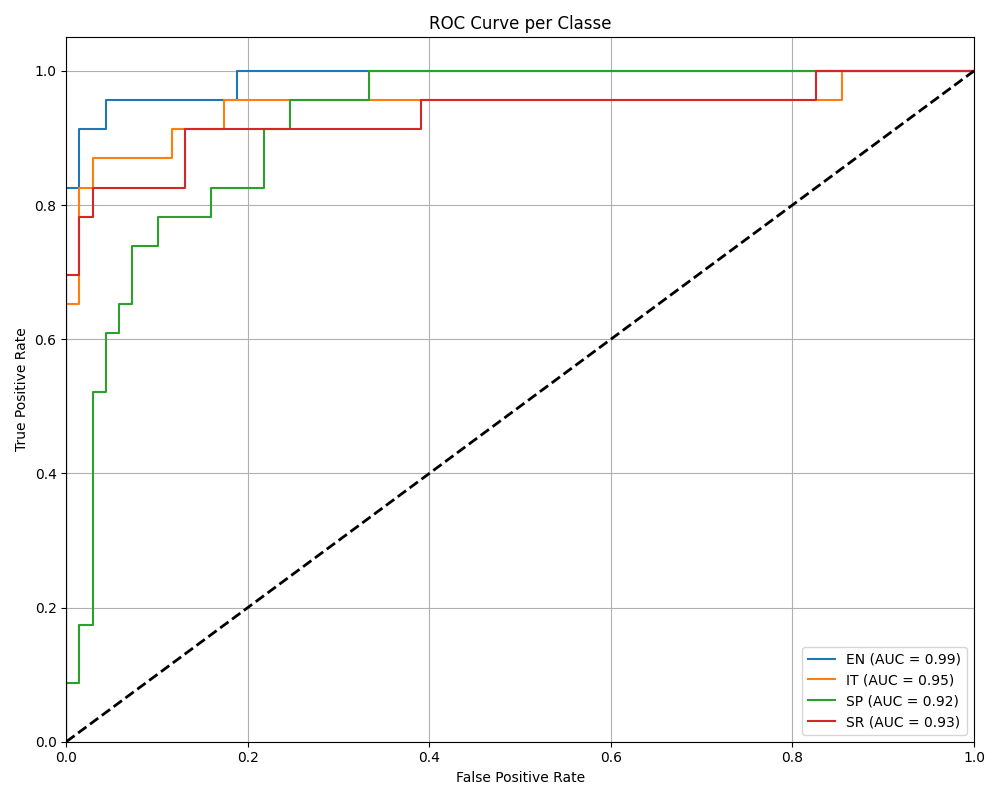 ROC Curve per Classe
True Positive Rate
1.0
0.8
0.6
0.4
0.2
0.0
0.0 0.2 0.4 0.6 0.8 1.0
False Positive Rate
EN (AUC = 0.99)
IT (AUC = 0.95)
SP (AUC = 0.92)
SR (AUC = 0.93)